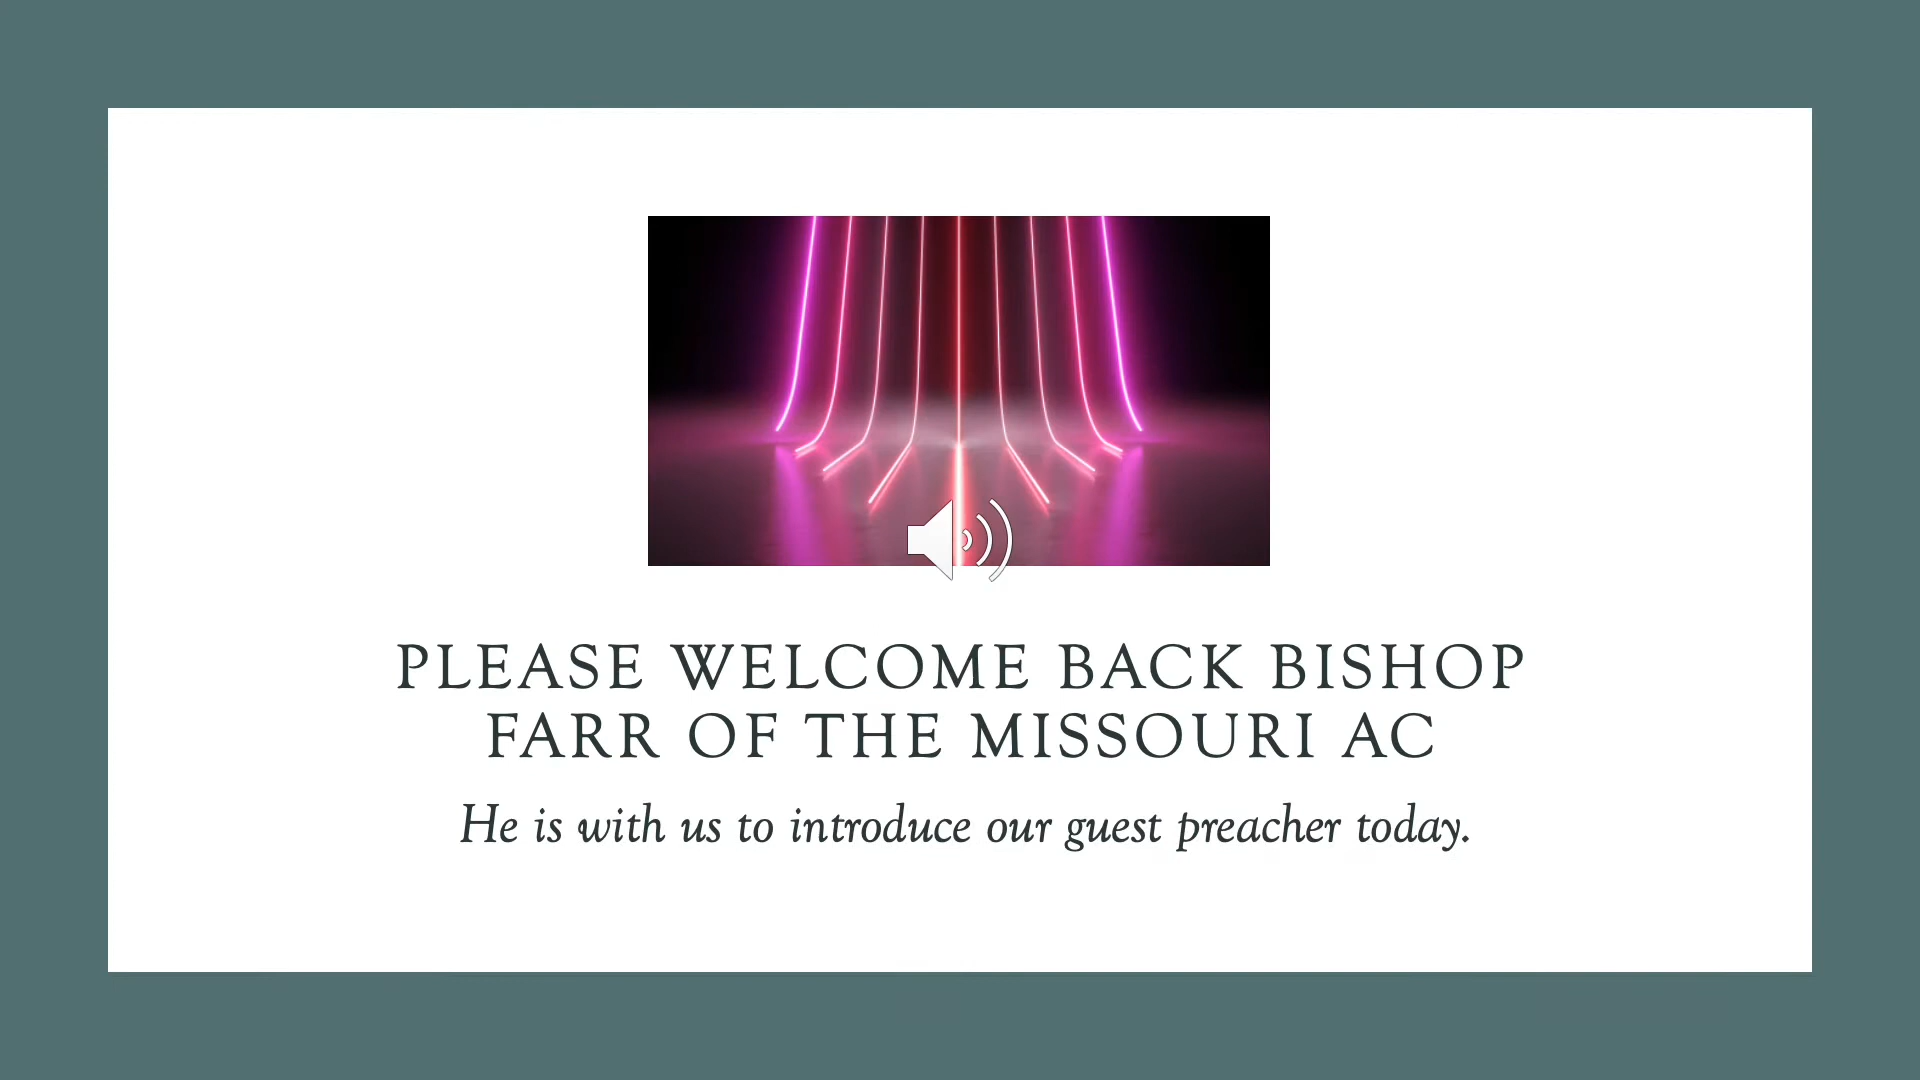 PLEASE WELCOME BACK BISHOP
FARR OF THE MISSOURI AC
He is with us to introduce our guest preacher today.